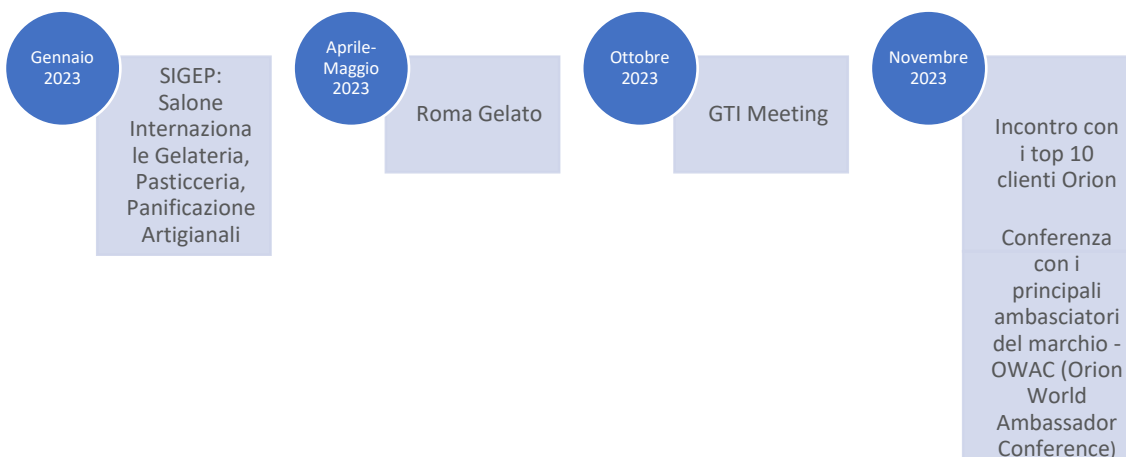 Gennaio
2023
SIGEP:
Salone
Internaziona
le Gelateria,
Pasticceria,
Panificazione
Artigianali
Aprile-
Maggio
2023
Roma Gelato
Ottobre
2023
GTI Meeting
Novembre
2023
Incontro con
i top 10
clienti Orion
Conferenza
con i
principali
ambasciatori
del marchio -
OWAC (Orion
World
Ambassador
Conference)